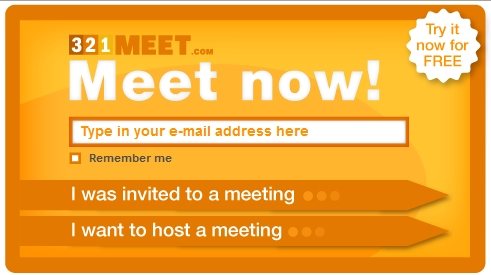 321MEET.COM
Try it
now for
FREE
Meet now!
Type in your e-mail address here
Remember me
I was invited to a meeting
I want to host a meeting